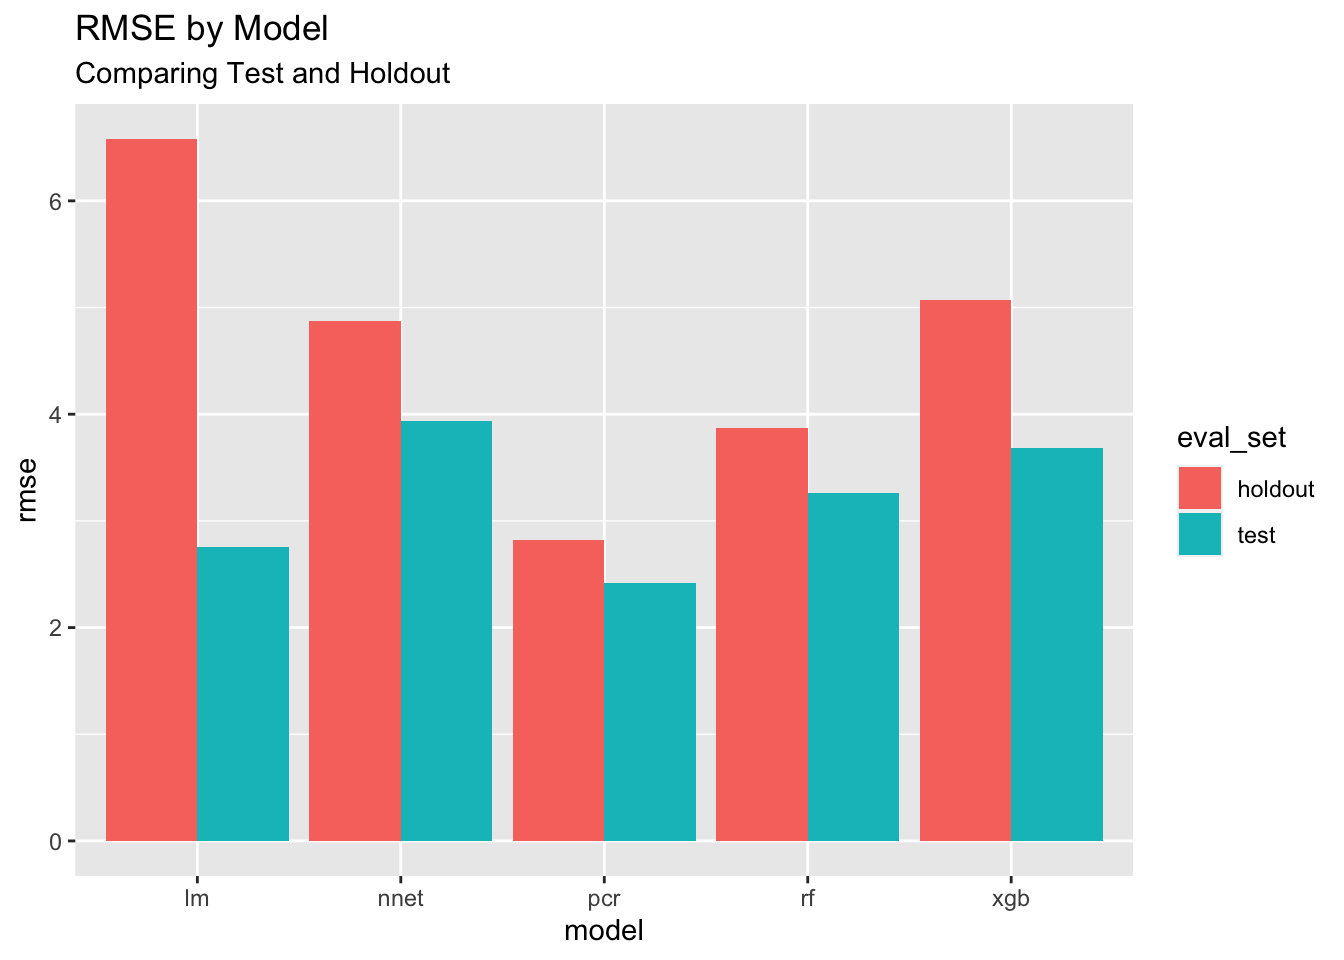 RMSE by Model
Comparing Test and Holdout
rmse
6
4
2
0
lm
nnet
pcr
rf
xgb
model
eval_set
holdout
test